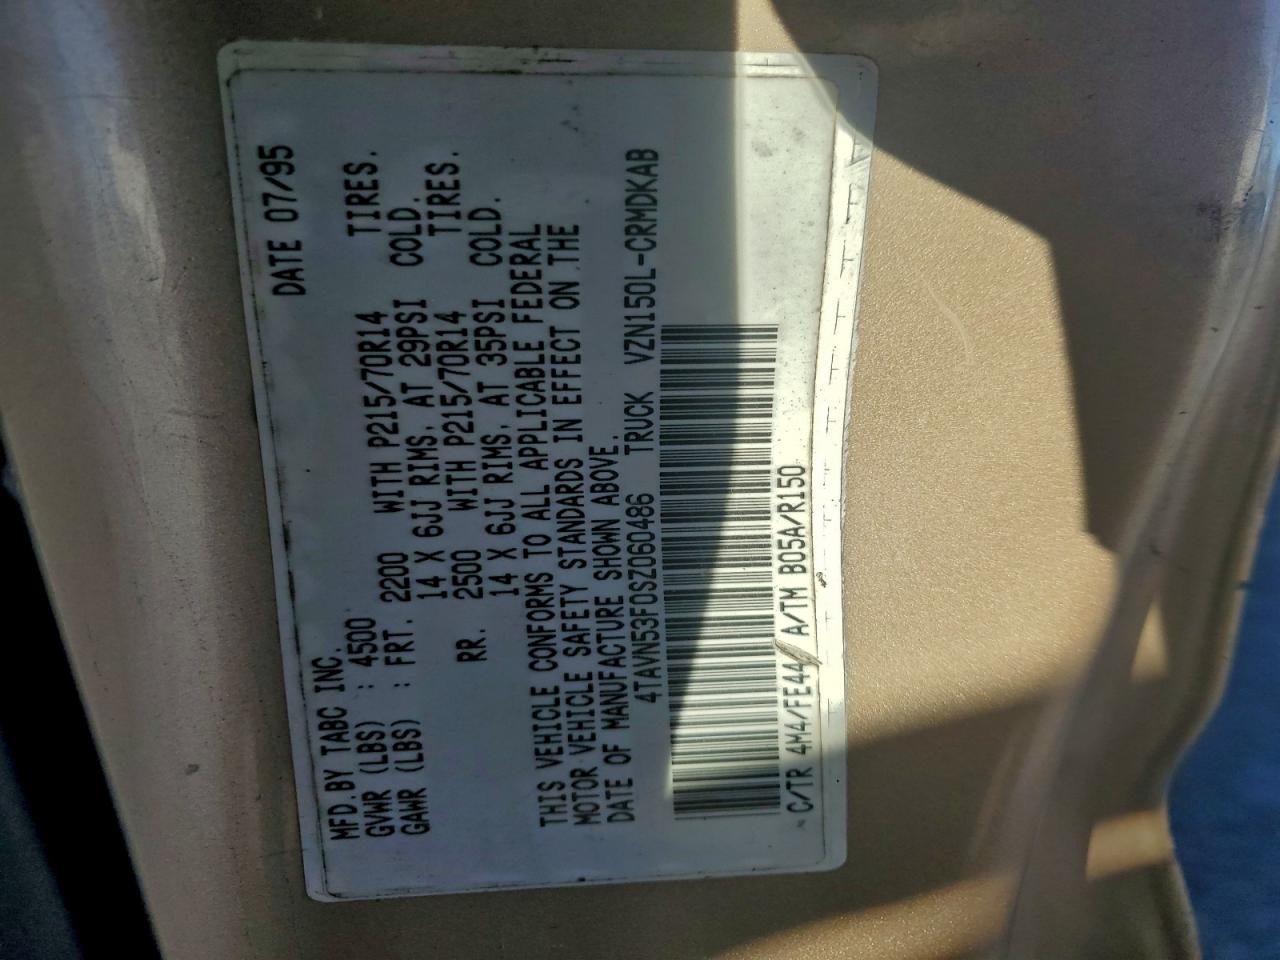 DATE 07/95
MFD.BY TABC INC.
GVWR (LBS) : 4500
GAWR (LBS) : FRT. 2200 WITH P215/70R14 TIRES.
14 X 6JJ RIMS, AT 29PSI COLD.
RR. 2500 WITH P215/70R14 TIRES.
14 X 6JJ RIMS, AT 35PSI COLD.
THIS VEHICLE CONFORMS TO ALL APPLICABLE FEDERAL
MOTOR VEHICLE SAFETY STANDARDS IN EFFECT ON THE
DATE OF MANUFACTURE SHOWN ABOVE.
4TAVN53F0SZ060486 TRUCK VZN150L-CRMDKAB
C/TR 4M4/FE44 A/TM B05A/R150